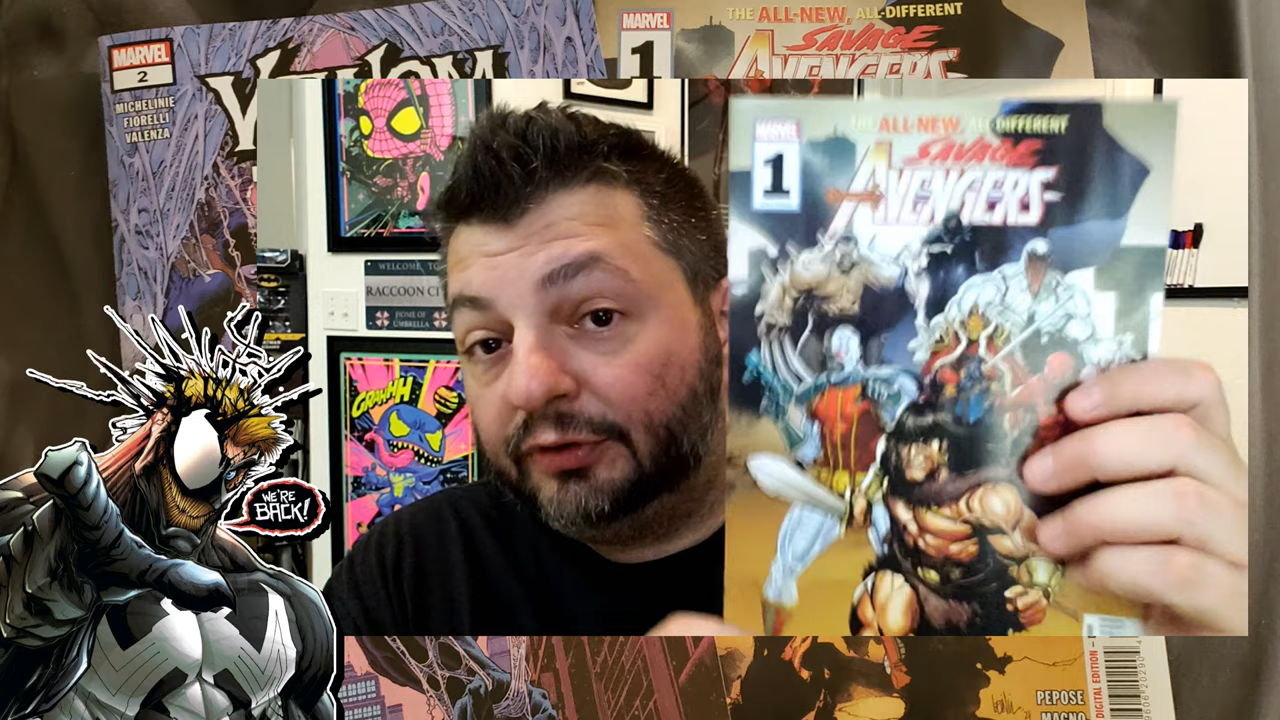 MARVEL
2
MICHELINIE
FIORELLI
VALENZA
VENOM
MARVEL
1
THE ALL-NEW, ALL-DIFFERENT
SAVAGE
AVENGERS
WELCOME TO
RACCOON CI
HOME OF
UMBRELLA
GRAHHH
MARVEL
1
THE ALL-NEW, ALL-DIFFERENT
SAVAGE
AVENGERS
WE'RE
BACK!
PEPOSE
MAGNO
DIGITAL EDITION